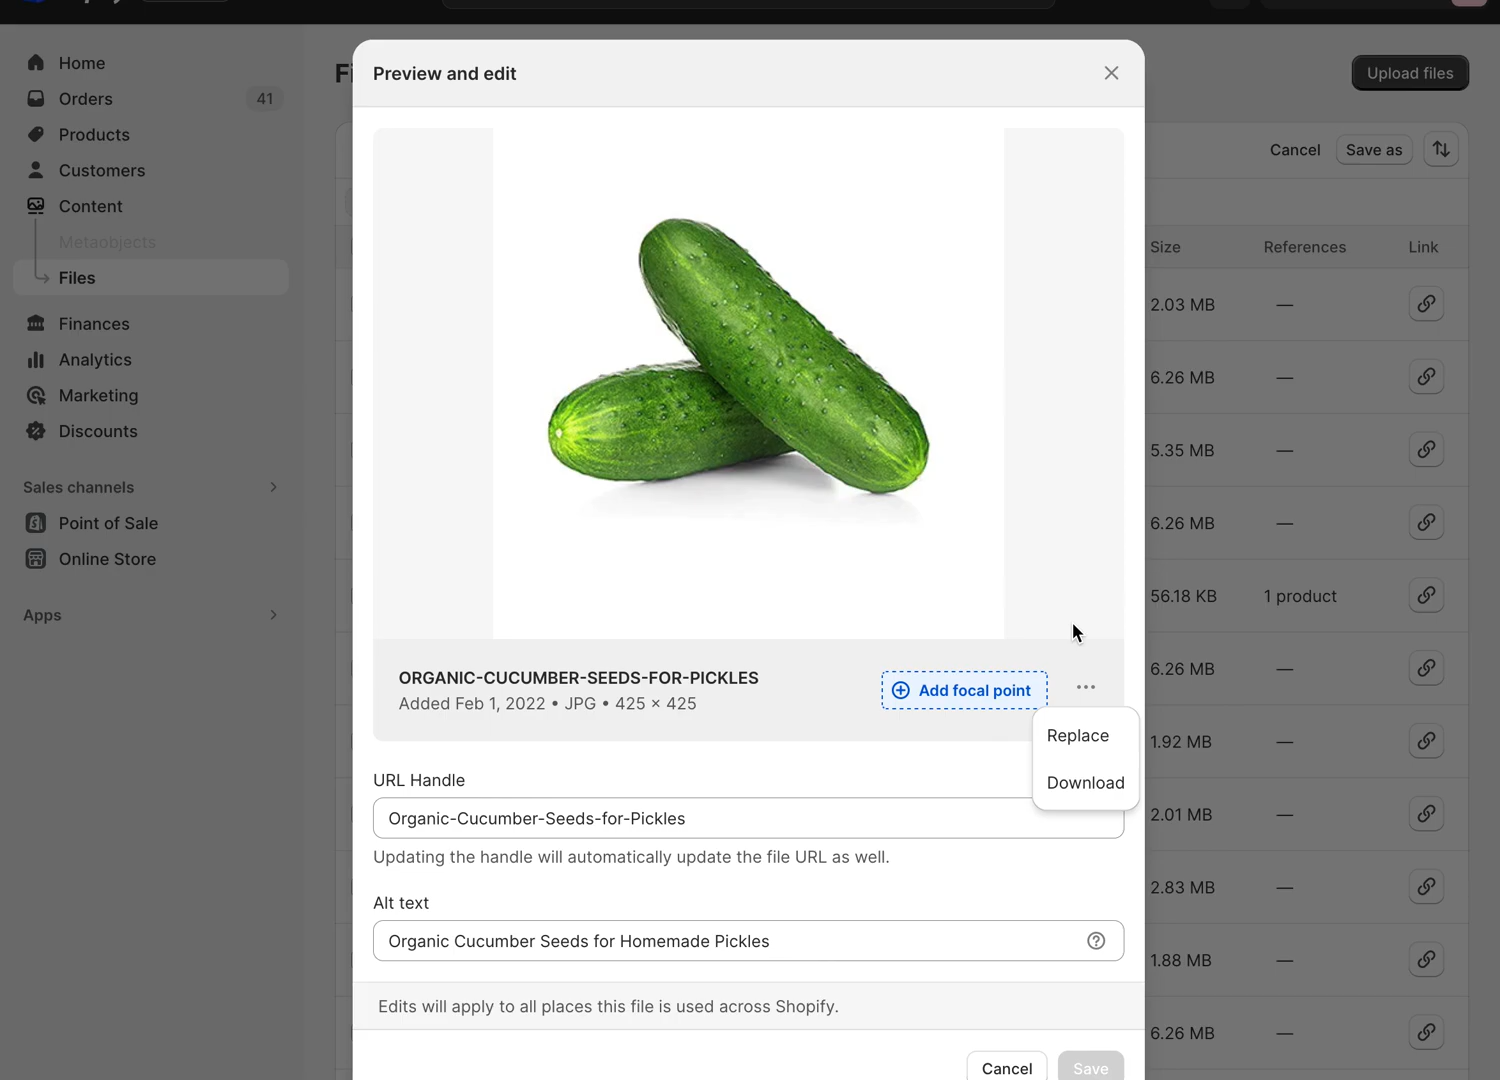 Home
Orders
41
Products
Customers
Content
Metaobjects
Files
Finances
Analytics
Marketing
Discounts
Sales channels
Point of Sale
Online Store
Apps
Upload files
Cancel
Save as
Size
References
Link
2.03 MB
—
6.26 MB
—
5.35 MB
—
6.26 MB
—
56.18 KB
1 product
6.26 MB
—
1.92 MB
—
2.01 MB
—
2.83 MB
—
1.88 MB
—
6.26 MB
—
Preview and edit
ORGANIC-CUCUMBER-SEEDS-FOR-PICKLES
Added Feb 1, 2022 • JPG • 425 × 425
Add focal point
Replace
Download
URL Handle
Organic-Cucumber-Seeds-for-Pickles
Updating the handle will automatically update the file URL as well.
Alt text
Organic Cucumber Seeds for Homemade Pickles
Edits will apply to all places this file is used across Shopify.
Cancel
Save